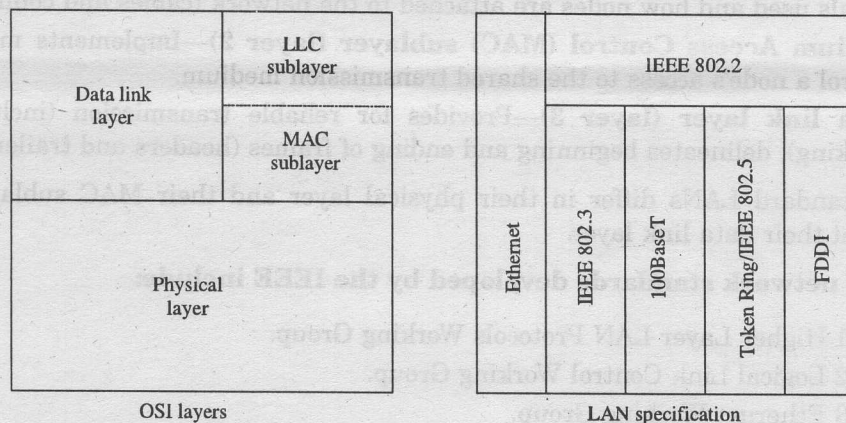 LLC
sublayer
IEEE 802.2
Data link
layer
MAC
sublayer
Physical
layer
Ethernet
IEEE 802.3
100BaseT
Token Ring/IEEE 802.5
FDDI
OSI layers
LAN specification